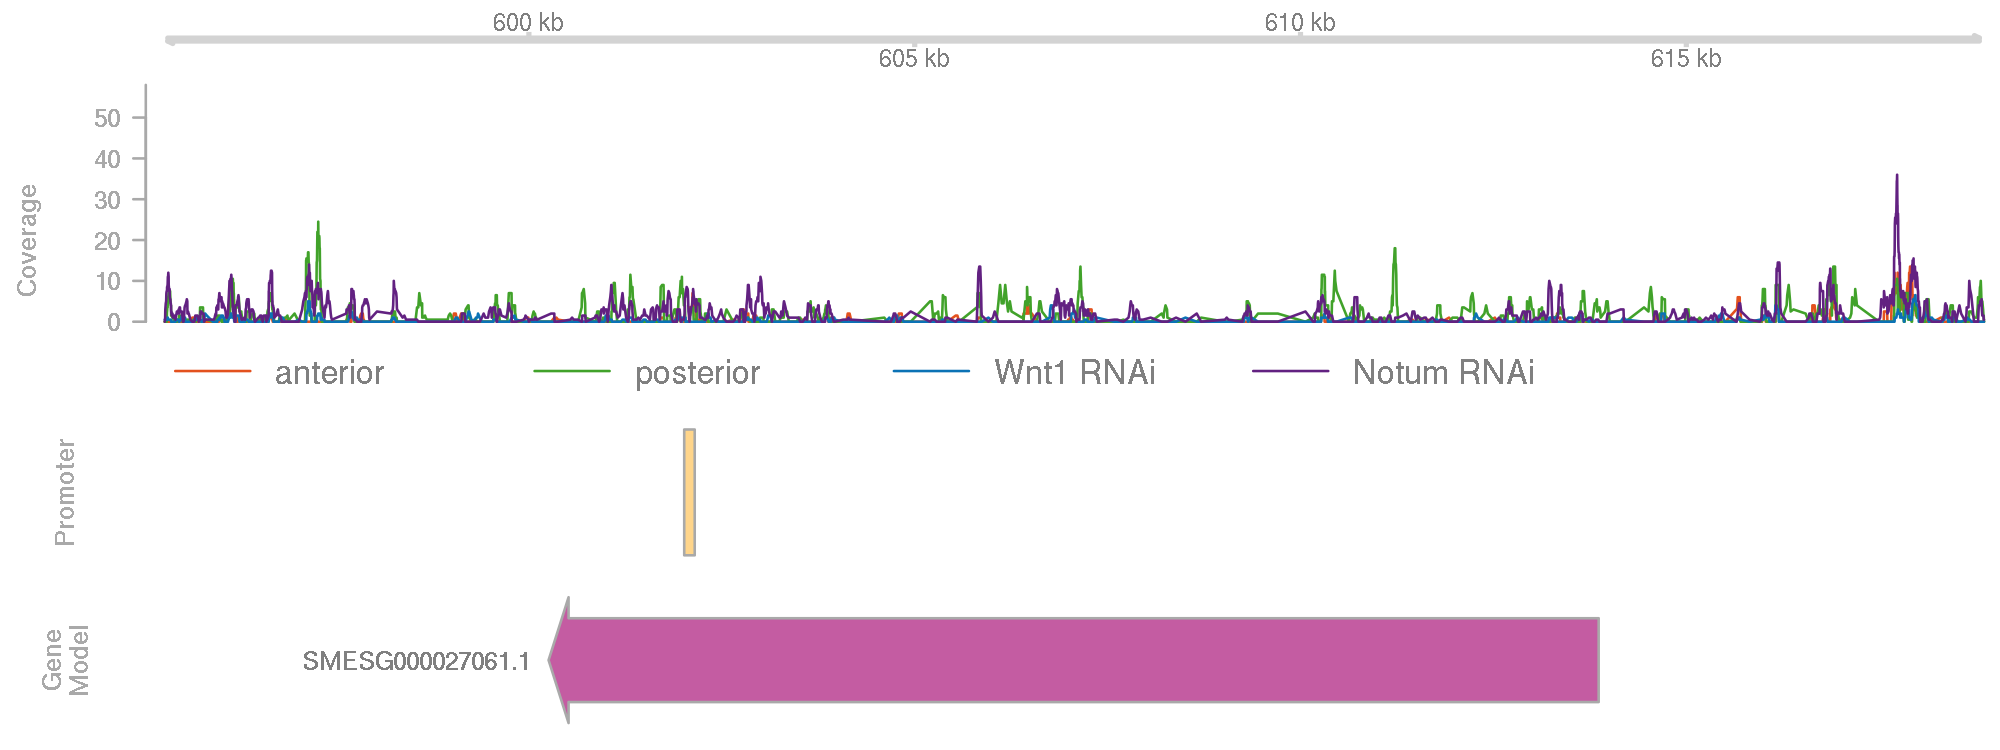 600 kb
610 kb
605 kb
615 kb
Coverage
50
40
30
20
10
0
anterior posterior Wnt1 RNAi Notum RNAi
Promoter
Gene
Model
SMESG000027061.1